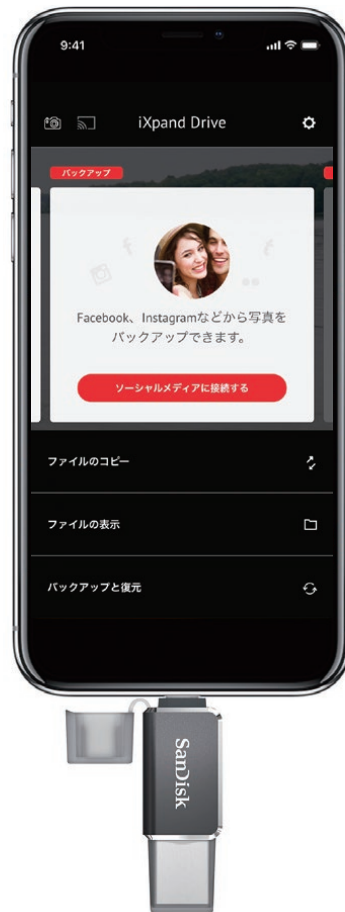 9:41
iXpand Drive
バックアップ
Facebook、Instagramなどから写真を
バックアップできます。
ソーシャルメディアに接続する
ファイルのコピー
ファイルの表示
バックアップと復元
SanDisk